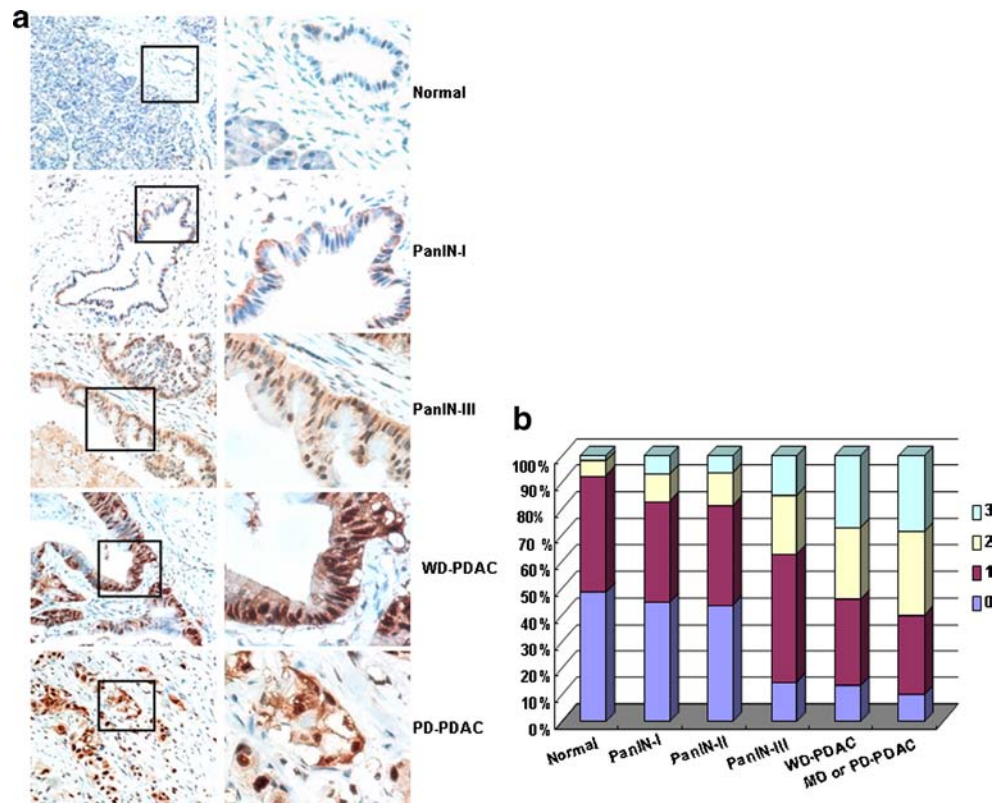 a
Normal
PanIN-I
PanIN-III
WD-PDAC
PD-PDAC
b
100%
90%
80%
70 %
60%
50%
40%
30%
20%
10%
0%
Normal
PanIN-I
PanIN-II
PanIN-III
WD-PDAC
MD or PD-PDAC
3
2
1
0